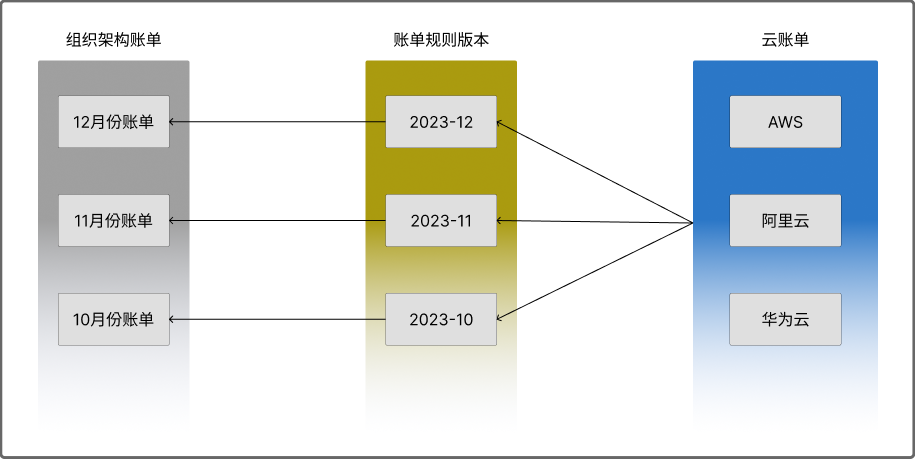 组织架构账单
账单规则版本
云账单
12月份账单
2023-12
AWS
11月份账单
2023-11
阿里云
10月份账单
2023-10
华为云